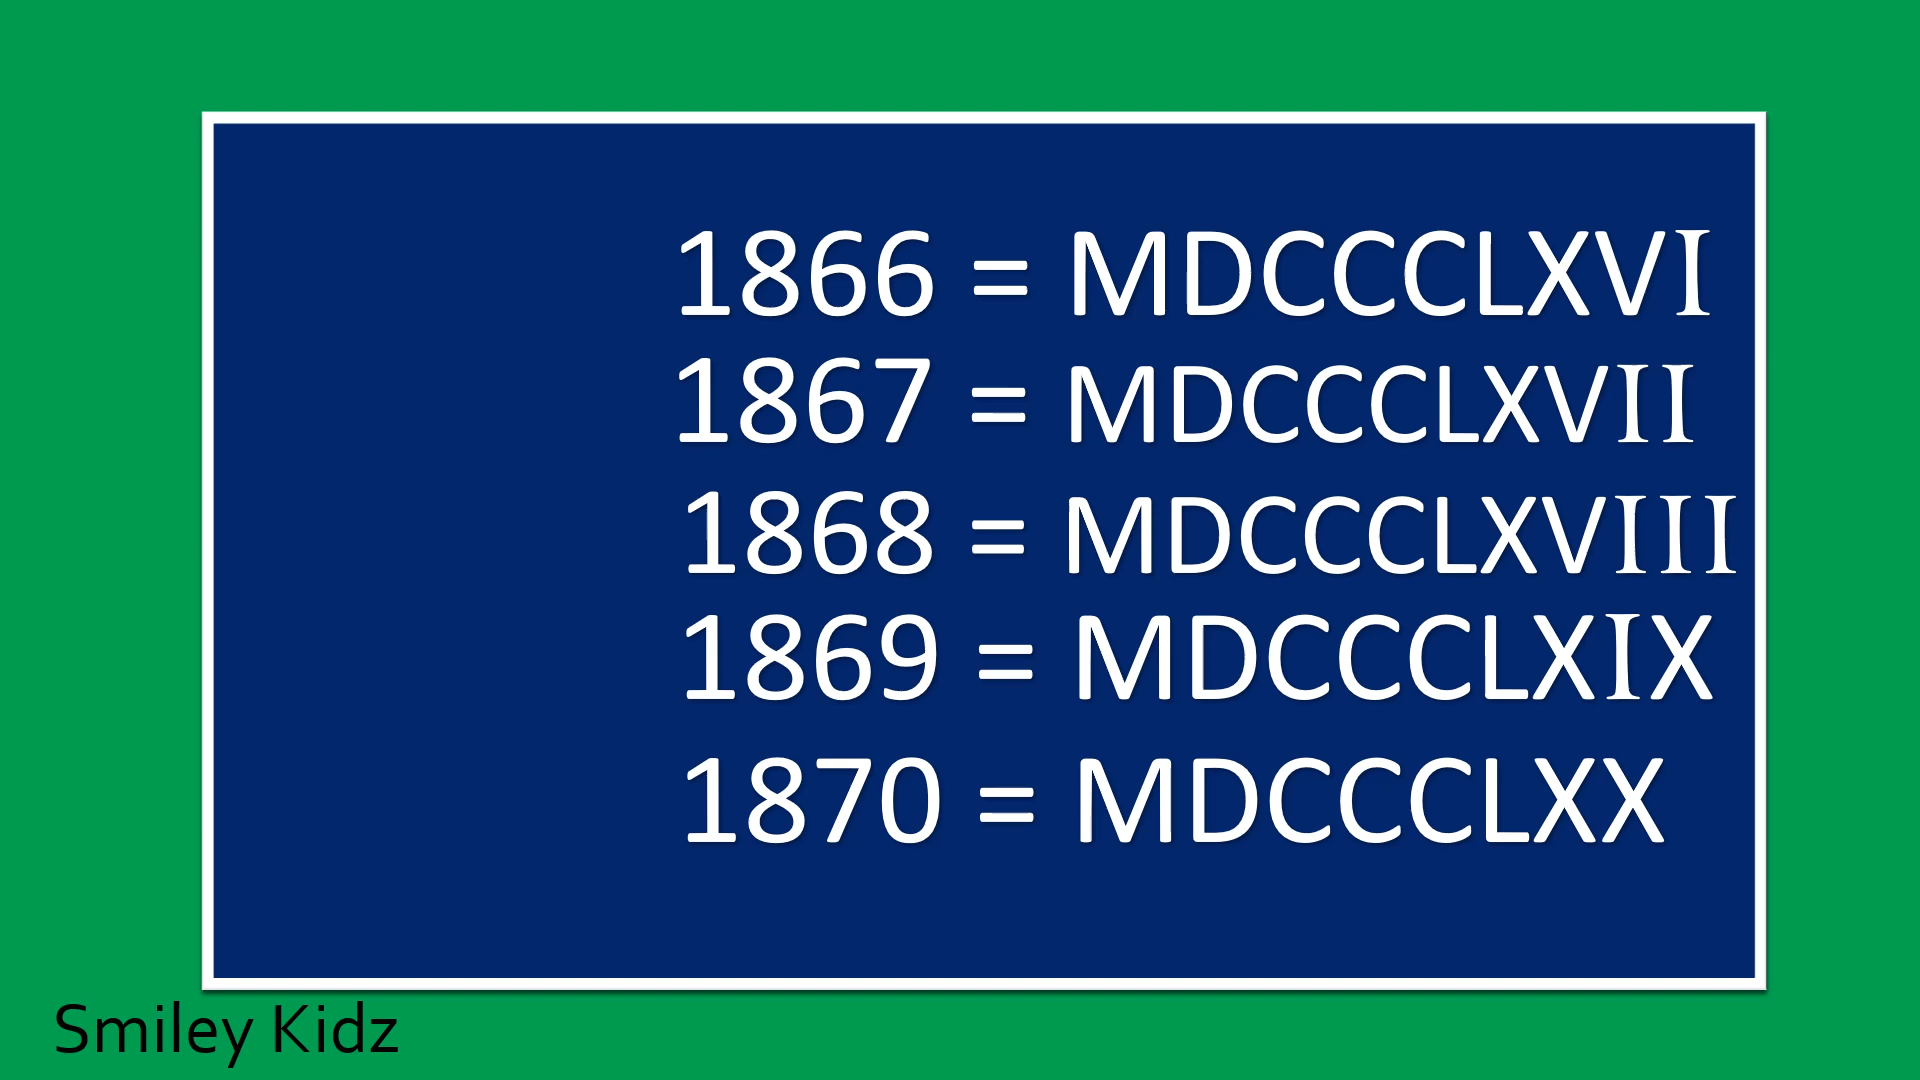 1866 = MDCCCLXVI
1867 = MDCCCLXVII
1868 = MDCCCLXVIII
1869 = MDCCCLXIX
1870 = MDCCCLXX
Smiley Kidz